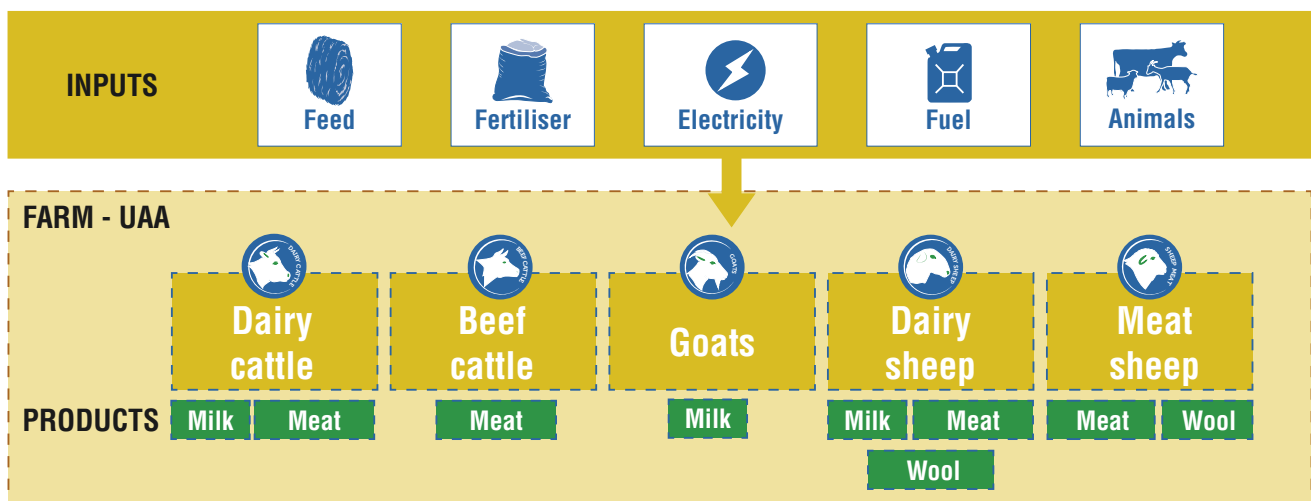 INPUTS
Feed
Fertiliser
Electricity
Fuel
Animals
FARM - UAA
DAIRY CATTLE
BEEF CATTLE
GOATS
DAIRY SHEEP
SHEEP MEAT
Dairy
cattle
Beef
cattle
Goats
Dairy
sheep
Meat
sheep
PRODUCTS
Milk
Meat
Meat
Milk
Milk
Meat
Wool
Meat
Wool